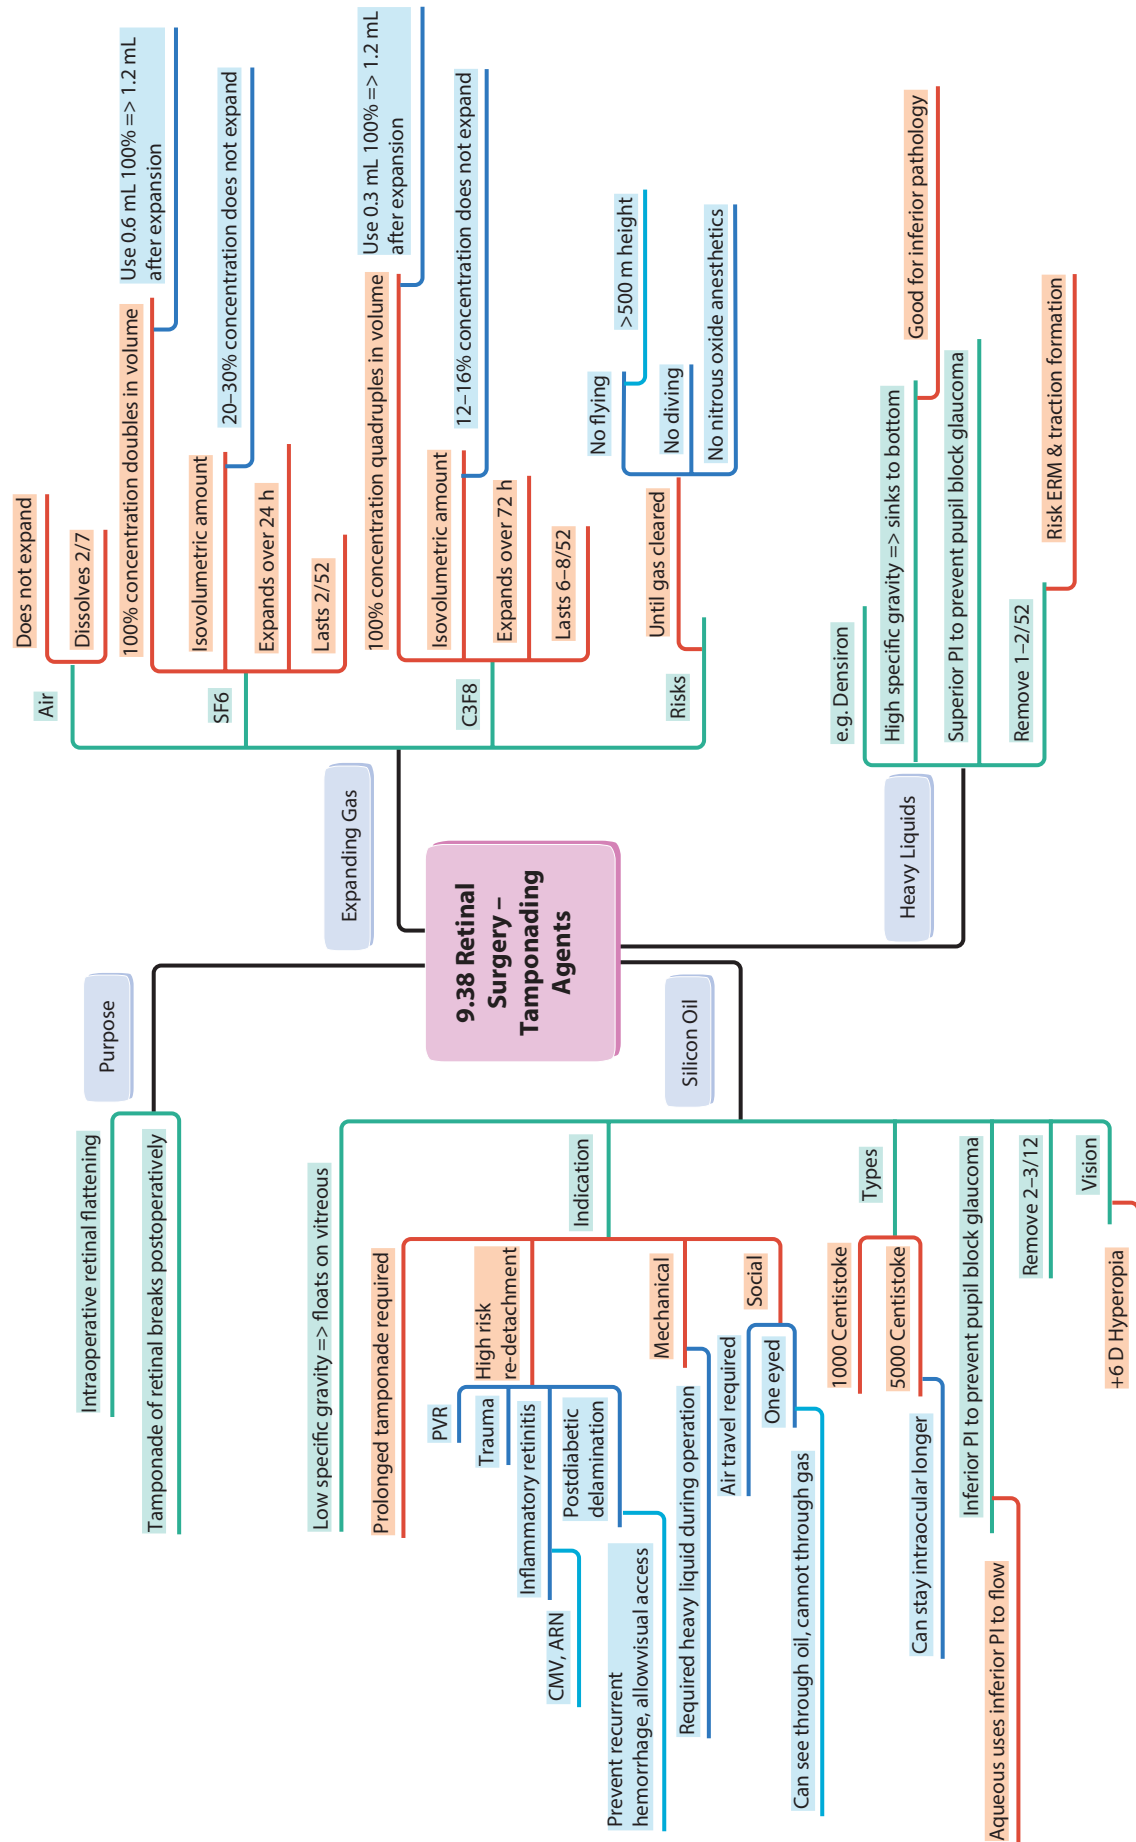 9.38 Retinal
Surgery –
Tamponading
Agents
Purpose
Intraoperative retinal flattening
Tamponade of retinal breaks postoperatively
Expanding Gas
Air
Does not expand
Dissolves 2/7
SF6
100% concentration doubles in volume
Use 0.6 mL 100% => 1.2 mL
after expansion
Isovolumetric amount
20–30% concentration does not expand
Expands over 24 h
Lasts 2/52
C3F8
100% concentration quadruples in volume
Use 0.3 mL 100% => 1.2 mL
after expansion
Isovolumetric amount
12–16% concentration does not expand
Expands over 72 h
Lasts 6–8/52
Risks
Until gas cleared
No flying
>500 m height
No diving
No nitrous oxide anesthetics
Silicon Oil
Low specific gravity => floats on vitreous
Indication
Prolonged tamponade required
High risk
re-detachment
PVR
Trauma
Inflammatory retinitis
CMV, ARN
Postdiabetic
delamination
Prevent recurrent
hemorrhage, allowvisual access
Mechanical
Required heavy liquid during operation
Social
Air travel required
One eyed
Can see through oil, cannot through gas
Types
1000 Centistoke
5000 Centistoke
Can stay intraocular longer
Inferior PI to prevent pupil block glaucoma
Aqueous uses inferior PI to flow
Remove 2–3/12
Vision
+6 D Hyperopia
Heavy Liquids
e.g. Densiron
High specific gravity => sinks to bottom
Good for inferior pathology
Superior PI to prevent pupil block glaucoma
Remove 1–2/52
Risk ERM & traction formation